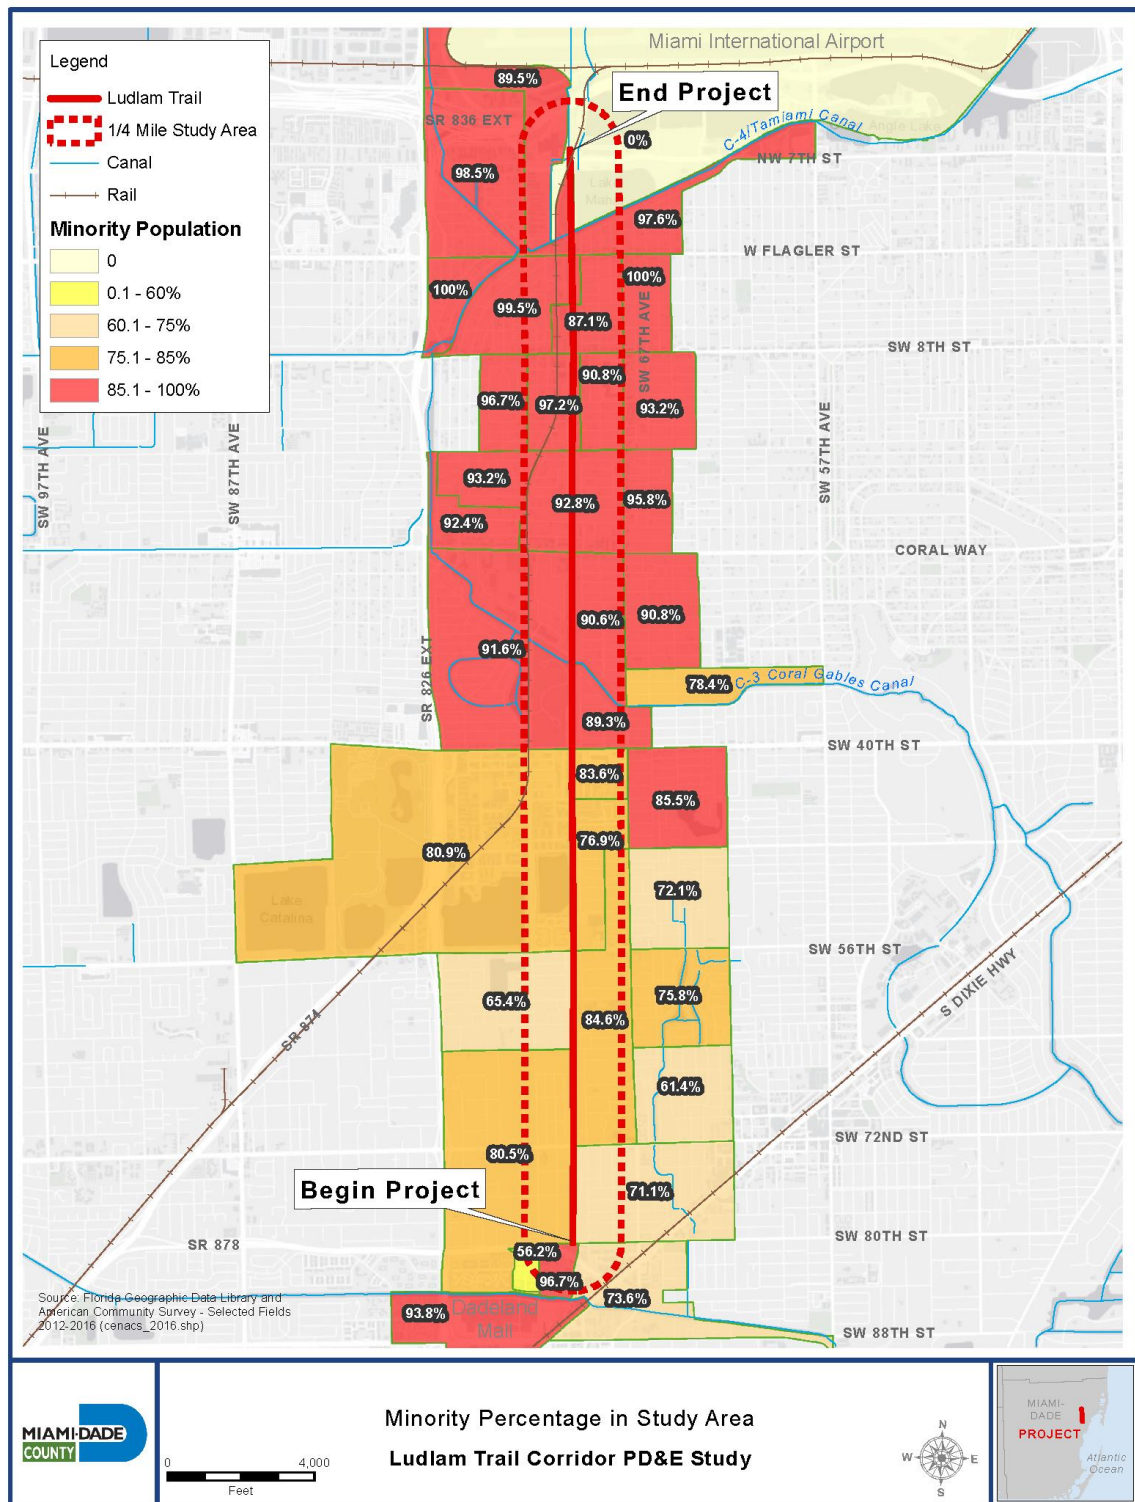 Legend
Ludlam Trail
1/4 Mile Study Area
Canal
Rail
Minority Population
0
0.1 - 60%
60.1 - 75%
75.1 - 85%
85.1 - 100%
Miami International Airport
89.5%
End Project
SR 836 EXT
0%
C-4/Tamiami Canal
NW 7TH ST
98.5%
97.6%
W FLAGLER ST
100%
100%
99.5%
87.1%
SW 67TH AVE
SW 8TH ST
90.8%
96.7%
97.2%
93.2%
SW 97TH AVE
SW 87TH AVE
SW 57TH AVE
93.2%
92.8%
95.8%
92.4%
CORAL WAY
90.6%
90.8%
91.6%
SR 826 EXT
78.4%
C-3 Coral Gables Canal
89.3%
SW 40TH ST
83.6%
85.5%
76.9%
80.9%
72.1%
Lake
Catalina
SW 56TH ST
S DIXIE HWY
65.4%
75.8%
84.6%
SR 874
61.4%
SW 72ND ST
80.5%
Begin Project
71.1%
SW 80TH ST
SR 878
56.2%
96.7%
73.6%
93.8%
Dadeland
Mall
SW 88TH ST
Source: Florida Geographic Data Library and
American Community Survey - Selected Fields
2012-2016 (cenacs_2016.shp)
MIAMI-DADE
COUNTY
0 4,000
Feet
Minority Percentage in Study Area
Ludlam Trail Corridor PD&E Study
N
W E
S
MIAMI-
DADE
PROJECT
Atlantic
Ocean